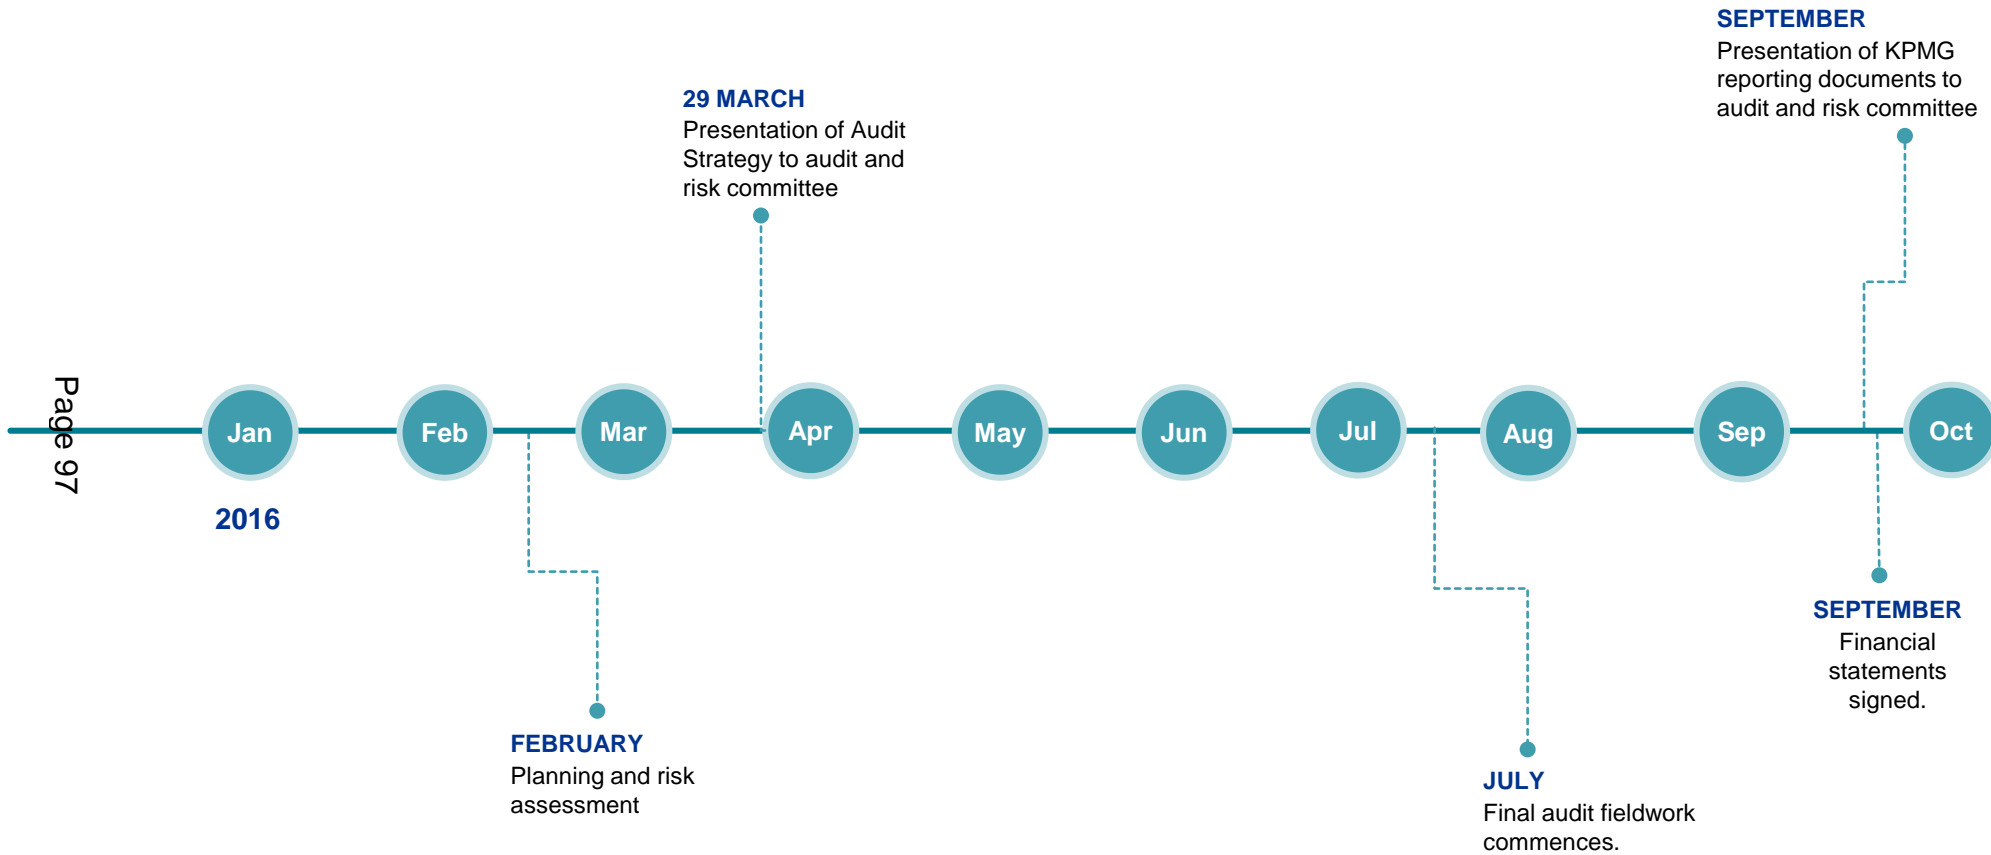 SEPTEMBER
Presentation of KPMG
reporting documents to
audit and risk committee
29 MARCH
Presentation of Audit
Strategy to audit and
risk committee
Page 97
Jan
Feb
Mar
Apr
May
Jun
Jul
Aug
Sep
Oct
2016
FEBRUARY
Planning and risk
assessment
JULY
Final audit fieldwork
commences.
SEPTEMBER
Financial
statements
signed.